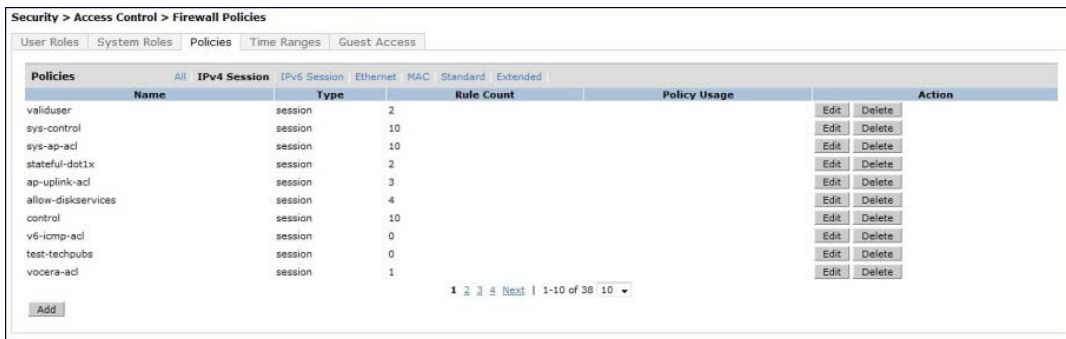 Security > Access Control > Firewall Policies
User Roles System Roles Policies Time Ranges Guest Access
Policies All IPv4 Session IPv6 Session Ethernet MAC Standard Extended
Name Type Rule Count Policy Usage Action
validuser session 2 Edit Delete
sys-control session 10 Edit Delete
sys-ap-acl session 10 Edit Delete
stateful-dot1x session 2 Edit Delete
ap-uplink-acl session 3 Edit Delete
allow-diskservices session 4 Edit Delete
control session 10 Edit Delete
v6-icmp-acl session 0 Edit Delete
test-techpubs session 0 Edit Delete
vocera-acl session 1 Edit Delete
1 2 3 4 Next | 1-10 of 38 10
Add